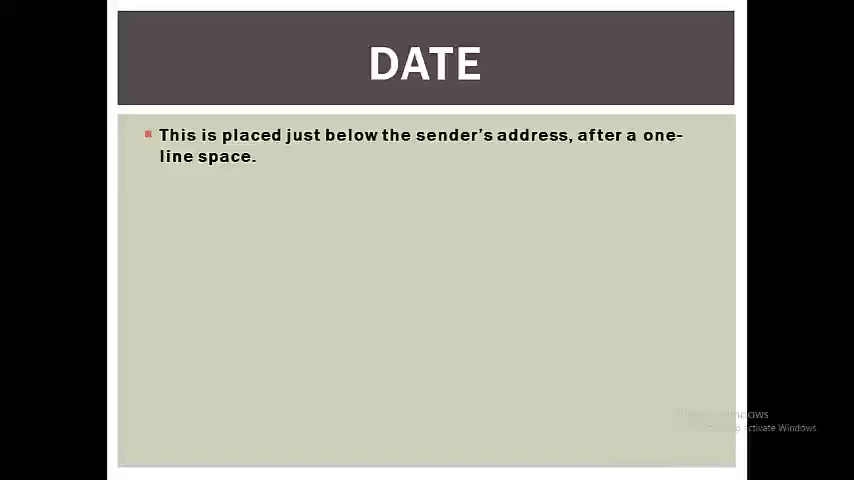 DATE
This is placed just below the sender's address, after a one-
line space.
Activate Windows